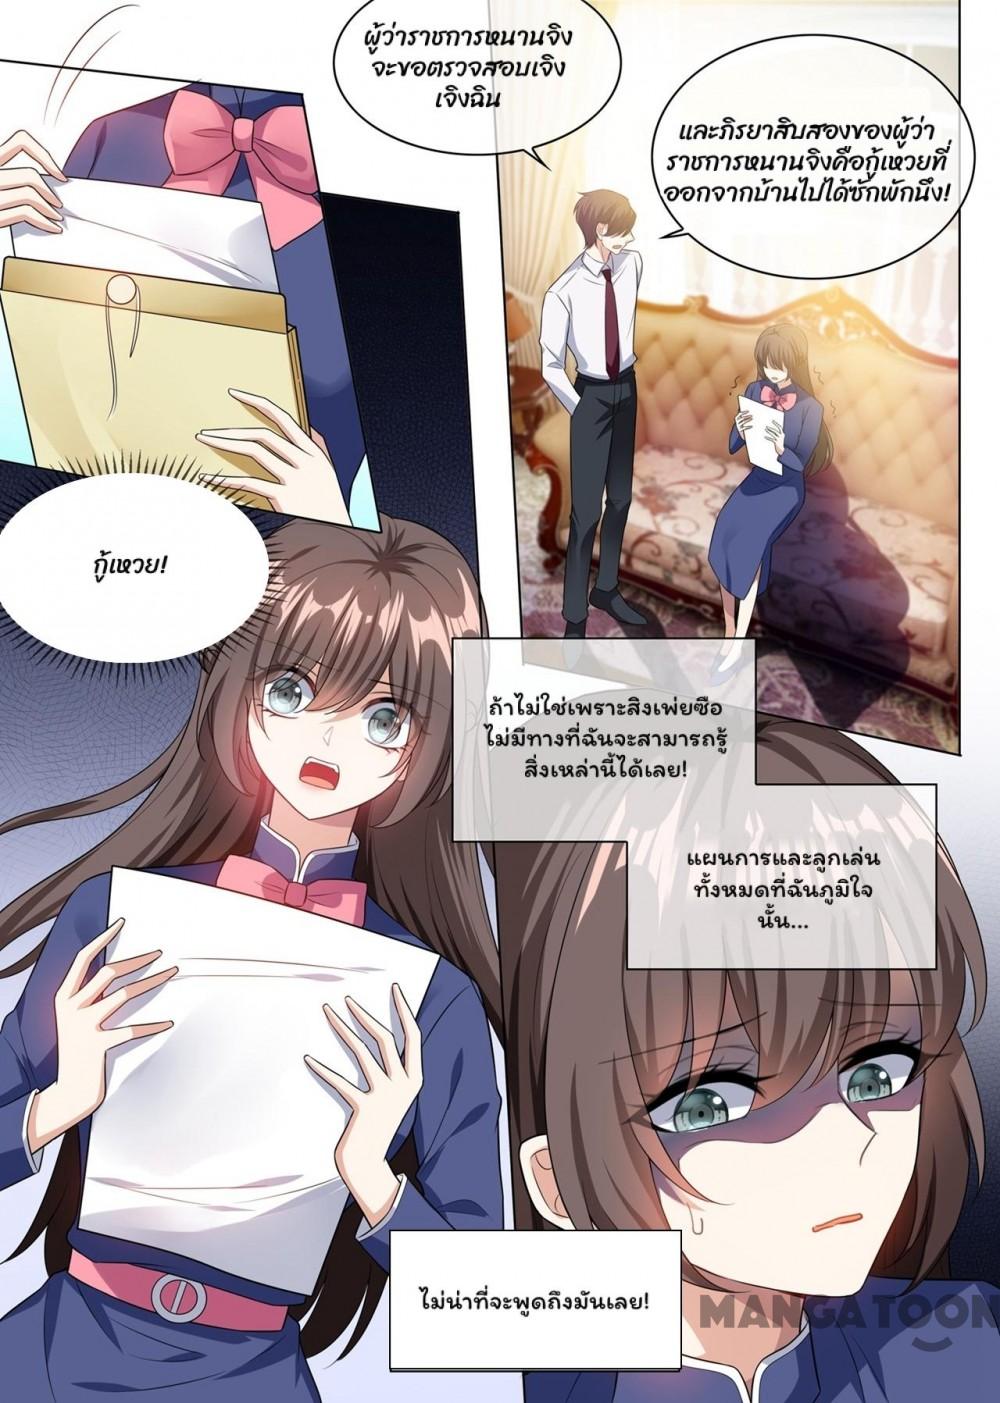 ผู้ว่าราชการหนานจิง
จะขอตรวจสอบเจิง
เจิงฉิน
และภิรยาสิบสองของผู้ว่า
ราชการหนานจิงคือกู้เหวยที่
ออกจากบ้านไปได้ซักพักนึง!
กู้เหวย!
ถ้าไม่ใช่เพราะสิงเฟยซือ
ไม่มีทางที่ฉันจะสามารถรู้
สิ่งเหล่านี้ได้เลย!
แผนการและลูกเล่น
ทั้งหมดที่ฉันภูมิใจ
นั้น...
ไม่น่าที่จะพูดถึงมันเลย!
MANGATOON